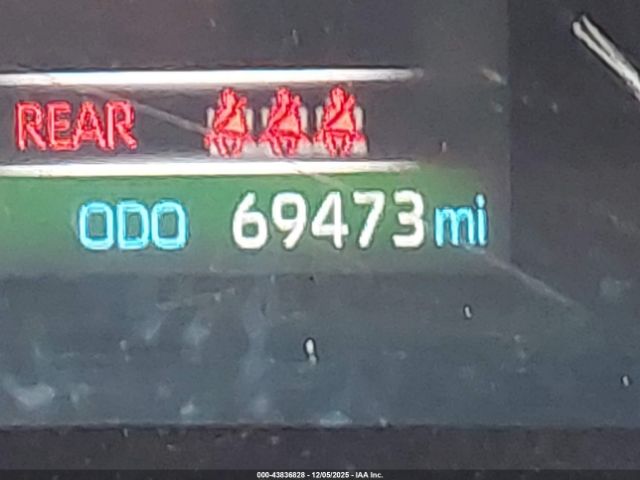 REAR
ODO 69473 mi
000-43836828 - 12/05/2025 - IAA Inc.